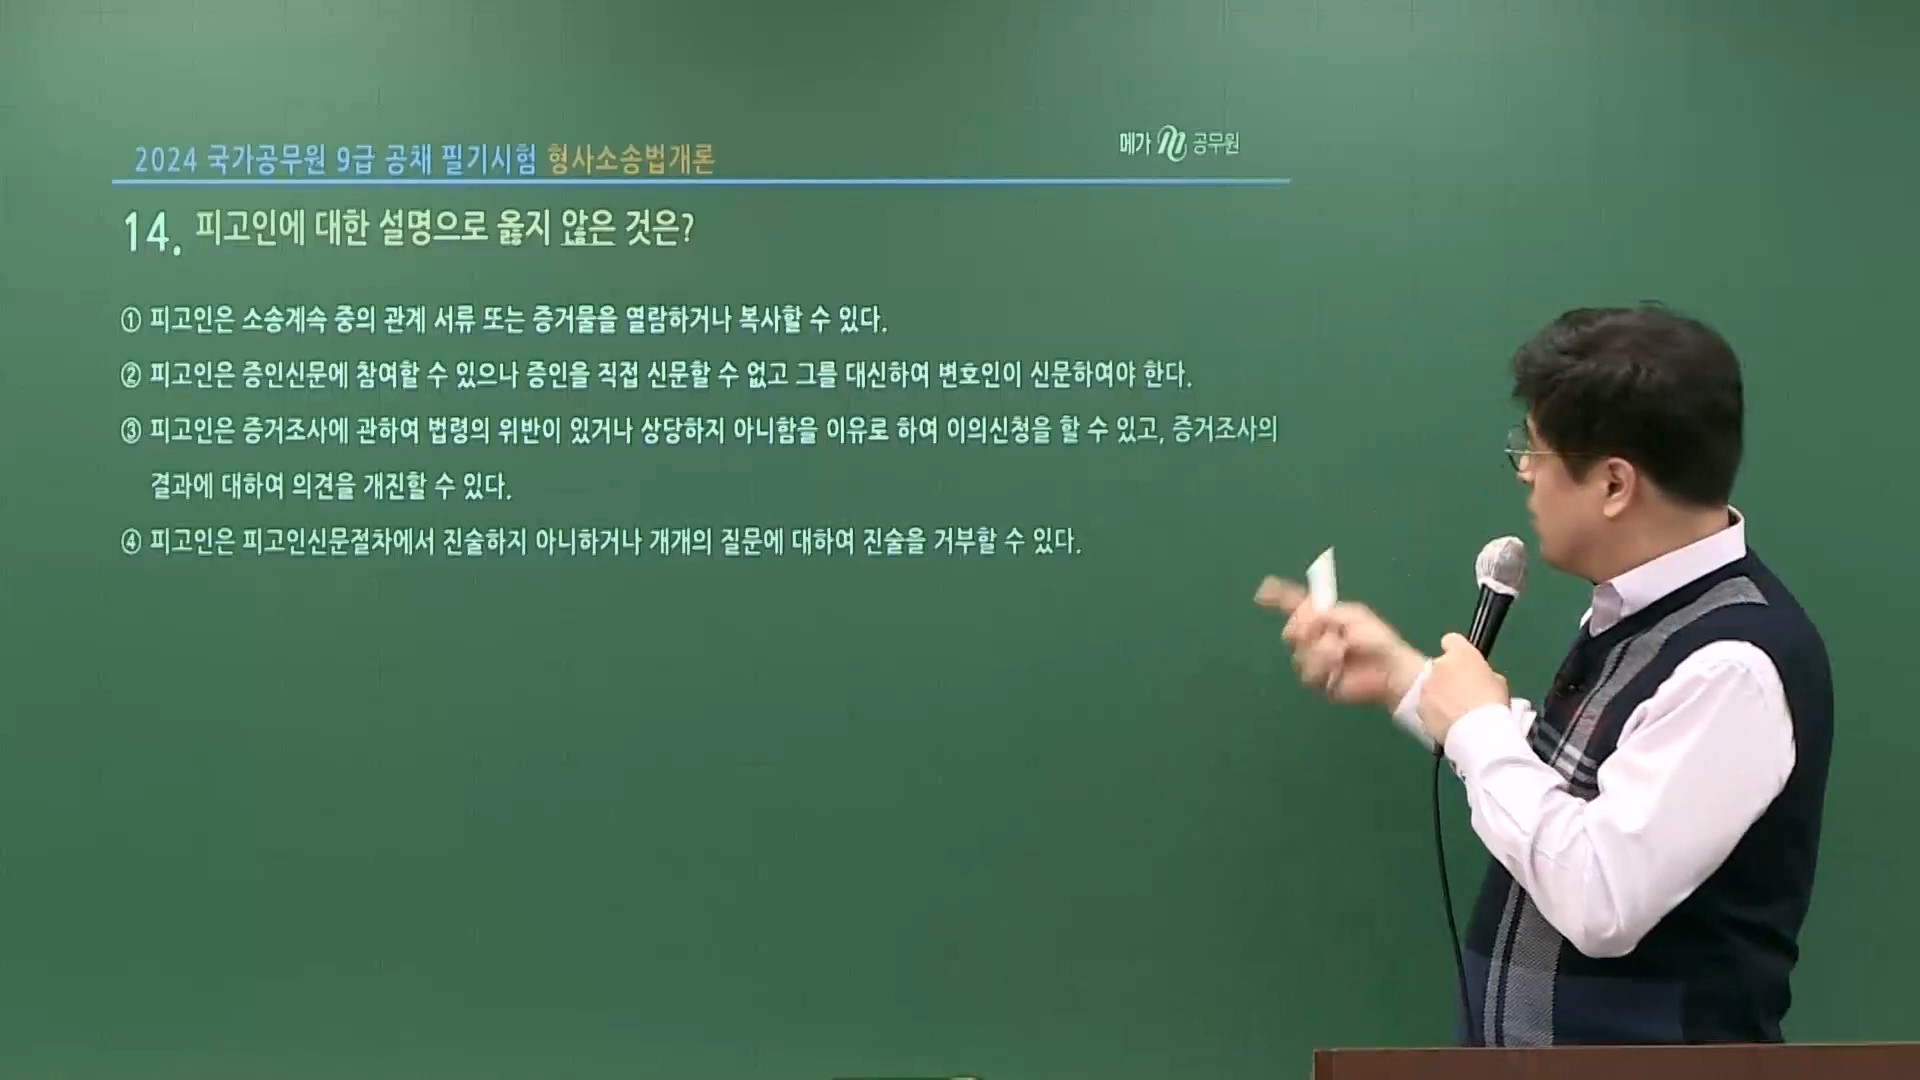 2024 국가공무원 9급 공채 필기시험 형사소송법개론
메가 M 공무원
14. 피고인에 대한 설명으로 옳지 않은 것은?
① 피고인은 소송계속 중의 관계 서류 또는 증거물을 열람하거나 복사할 수 있다.
② 피고인은 증인신문에 참여할 수 있으나 증인을 직접 신문할 수 없고 그를 대신하여 변호인이 신문하여야 한다.
③ 피고인은 증거조사에 관하여 법령의 위반이 있거나 상당하지 아니함을 이유로 하여 이의신청을 할 수 있고, 증거조사의
결과에 대하여 의견을 개진할 수 있다.
④ 피고인은 피고인신문절차에서 진술하지 아니하거나 개개의 질문에 대하여 진술을 거부할 수 있다.